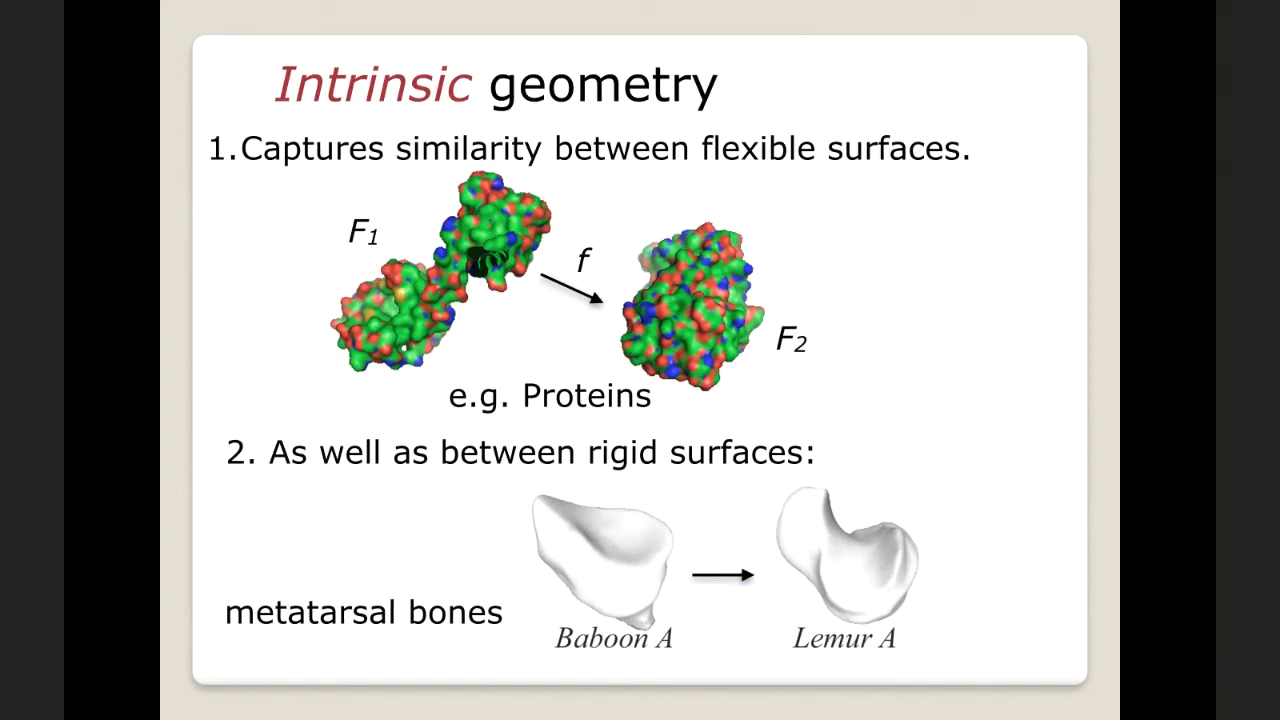 Intrinsic geometry
1.Captures similarity between flexible surfaces.
F1
f
F2
e.g. Proteins
2. As well as between rigid surfaces:
metatarsal bones
Baboon A
Lemur A